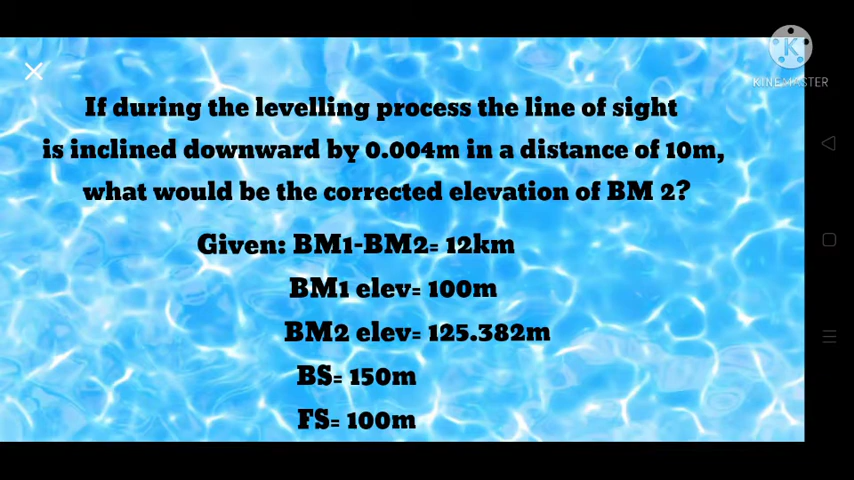 KINEMASTER
If during the levelling process the line of sight
is inclined downward by 0.004m in a distance of 10m,
what would be the corrected elevation of BM 2?
Given: BM1-BM2= 12km
BM1 elev= 100m
BM2 elev= 125.382m
BS= 150m
FS= 100m